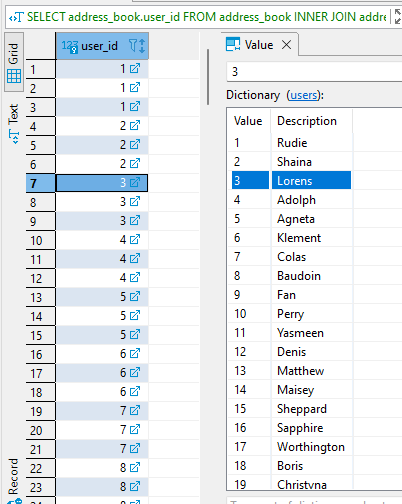 SELECT address_book.user_id FROM address_book INNER JOIN addre
Grid
Text
Record
123 user_id
1 1
2 1
3 1
4 2
5 2
6 2
7 3
8 3
9 3
10 4
11 4
12 4
13 5
14 5
15 5
16 6
17 6
18 6
19 7
20 7
21 7
22 8
23 8
Value
3
Dictionary (users):
Value Description
1 Rudie
2 Shaina
3 Lorens
4 Adolph
5 Agneta
6 Klement
7 Colas
8 Baudoin
9 Fan
10 Perry
11 Yasmeen
12 Denis
13 Matthew
14 Maisey
15 Sheppard
16 Sapphire
17 Worthington
18 Boris
19 Christyna